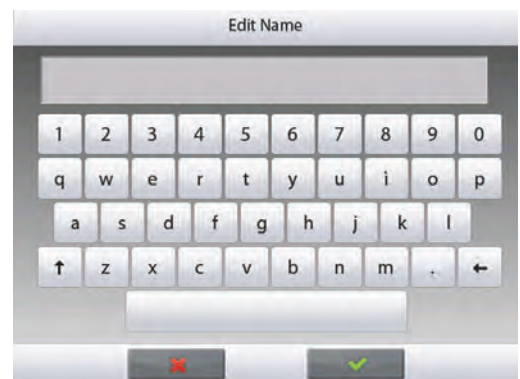 Edit Name
1 2 3 4 5 6 7 8 9 0
q w e r t y u i o p
a s d f g h j k l
↑ z x c v b n m . ←